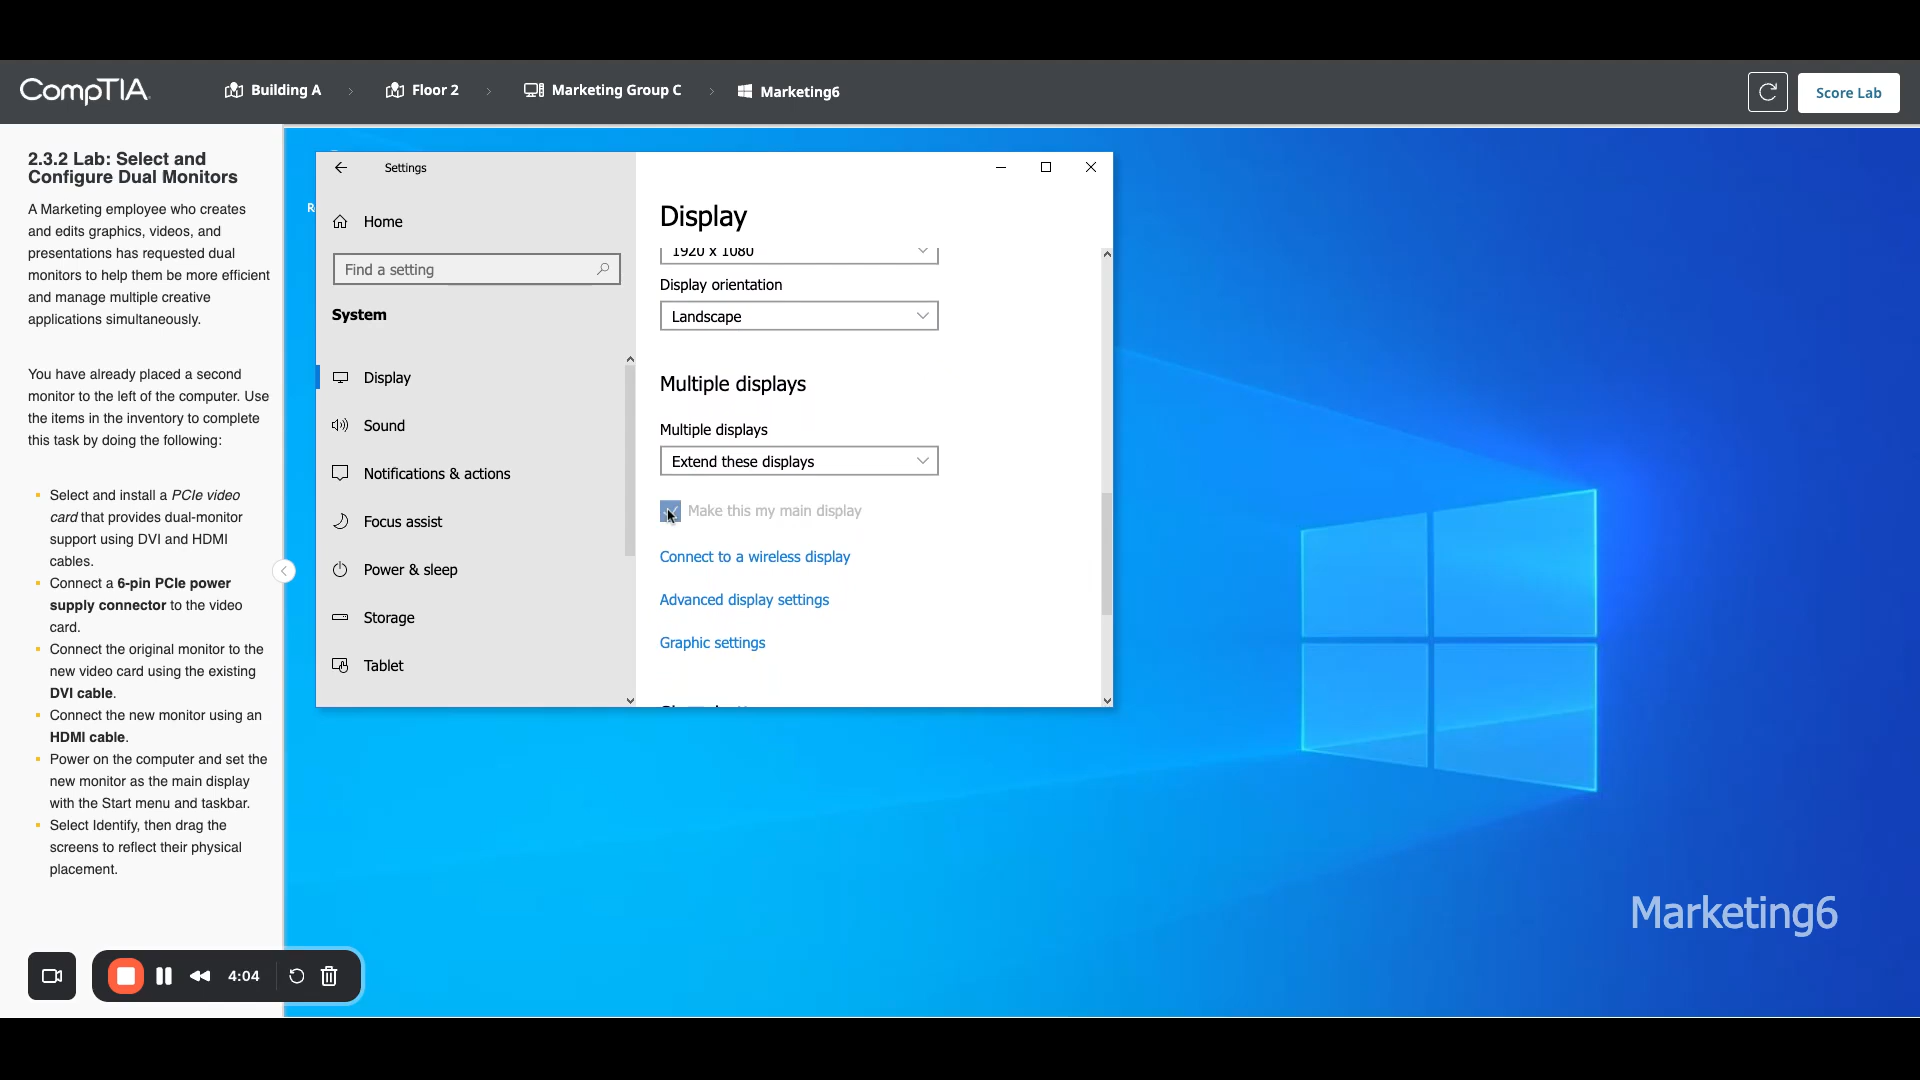 CompTIA.
Building A
Floor 2
Marketing Group C
Marketing6
Score Lab
2.3.2 Lab: Select and
Configure Dual Monitors
A Marketing employee who creates
and edits graphics, videos, and
presentations has requested dual
monitors to help them be more efficient
and manage multiple creative
applications simultaneously.
You have already placed a second
monitor to the left of the computer. Use
the items in the inventory to complete
this task by doing the following:
Select and install a PCIe video
card that provides dual-monitor
support using DVI and HDMI
cables.
Connect a 6-pin PCIe power
supply connector to the video
card.
Connect the original monitor to the
new video card using the existing
DVI cable.
Connect the new monitor using an
HDMI cable.
Power on the computer and set the
new monitor as the main display
with the Start menu and taskbar.
Select Identify, then drag the
screens to reflect their physical
placement.
4:04
Settings
Home
Find a setting
System
Display
Sound
Notifications & actions
Focus assist
Power & sleep
Storage
Tablet
Display
1920 x 1080
Display orientation
Landscape
Multiple displays
Multiple displays
Extend these displays
Make this my main display
Connect to a wireless display
Advanced display settings
Graphic settings
Marketing6